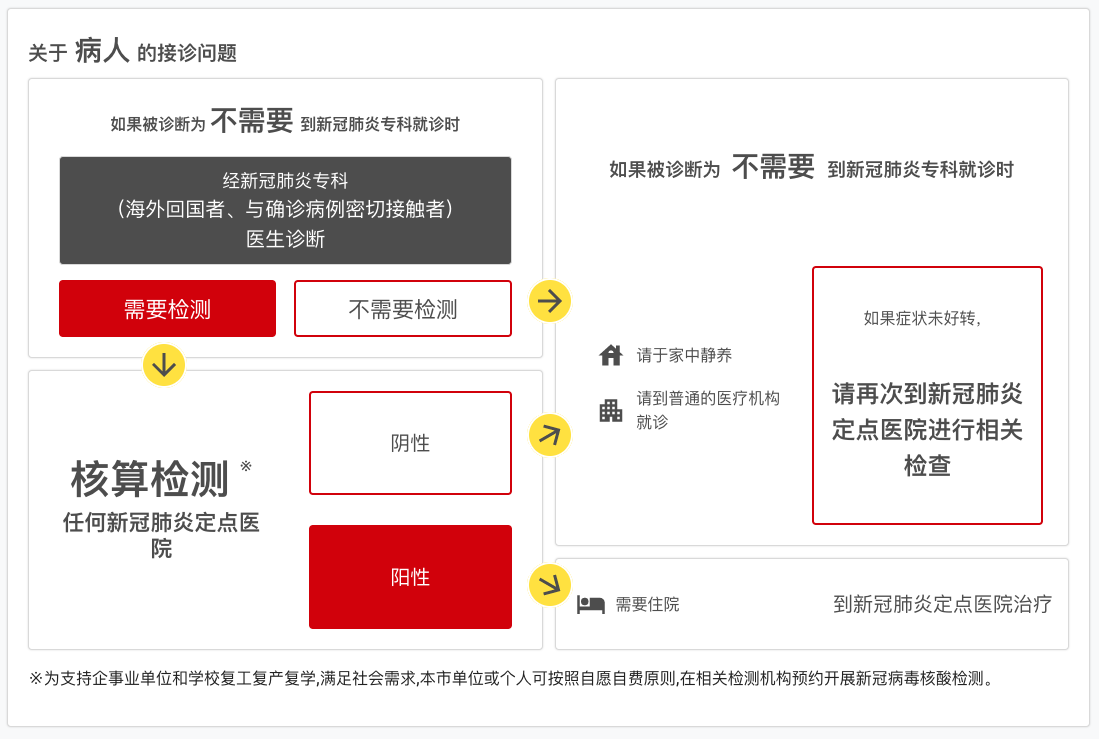 关于 病人 的接诊问题
如果被诊断为 不需要 到新冠肺炎专科就诊时
经新冠肺炎专科
（海外回国者、与确诊病例密切接触者）
医生诊断
需要检测
不需要检测
核算检测 ※
任何新冠肺炎定点医
院
阴性
阳性
如果被诊断为 不需要 到新冠肺炎专科就诊时
请于家中静养
请到普通的医疗机构
就诊
如果症状未好转,
请再次到新冠肺炎
定点医院进行相关
检查
需要住院
到新冠肺炎定点医院治疗
※为支持企事业单位和学校复工复产复学,满足社会需求,本市单位或个人可按照自愿自费原则,在相关检测机构预约开展新冠病毒核酸检测。